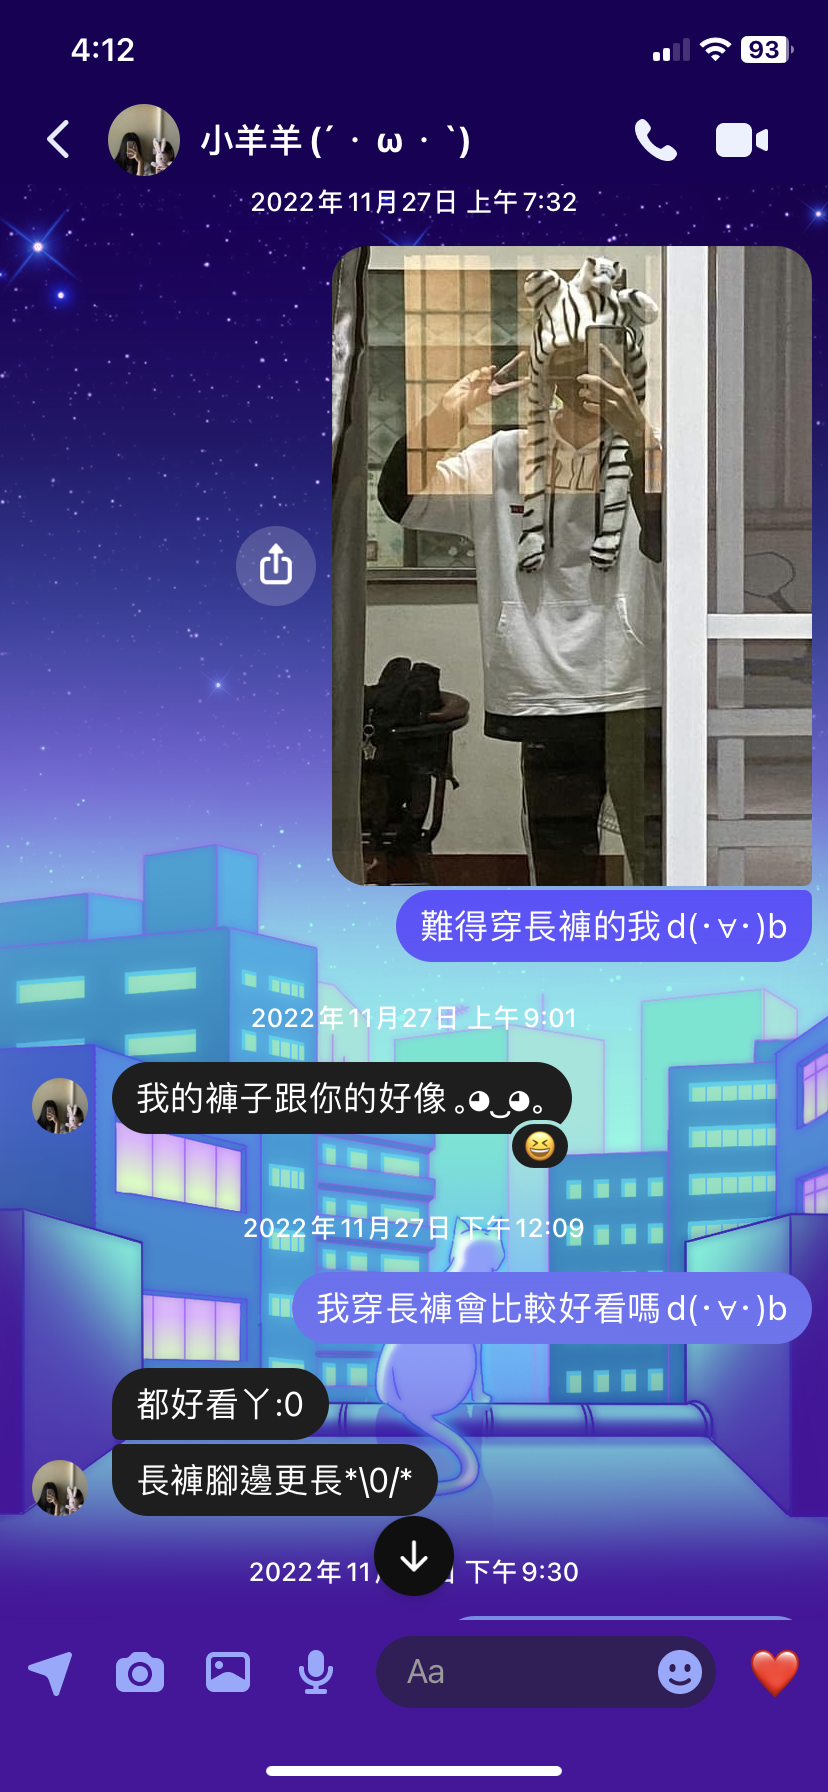 4:12
93
小羊羊 (´・ω・`)
2022年11月27日 上午7:32
難得穿長褲的我d(･∀･)b
2022年11月27日 上午9:01
我的褲子跟你的好像 ｡◕‿◕｡
2022年11月27日 下午12:09
我穿長褲會比較好看嗎d(･∀･)b
都好看丫:0
長褲腳邊更長*\0/*
2022年11 下午9:30
Aa